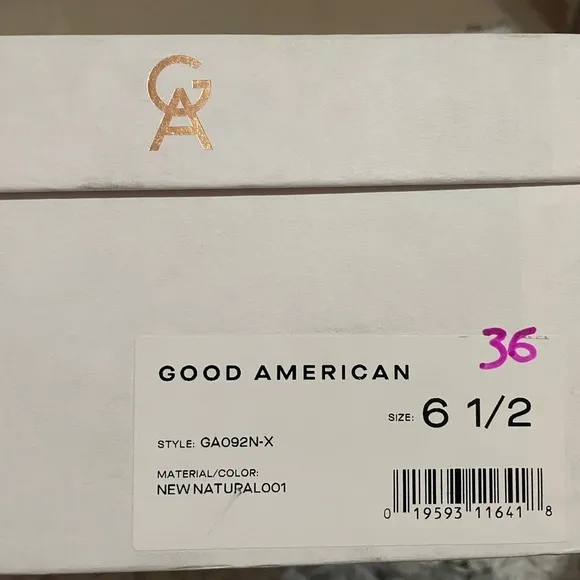 GA
36
GOOD AMERICAN
SIZE: 6 1/2
STYLE: GA092N-X
MATERIAL/COLOR:
NEW NATURAL001
0 19593 11641 8